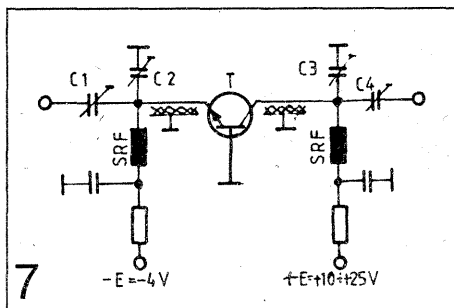 C1
C2
T
C3
C4
SRF
SRF
7
-E=-4V
+E=+10÷+25V